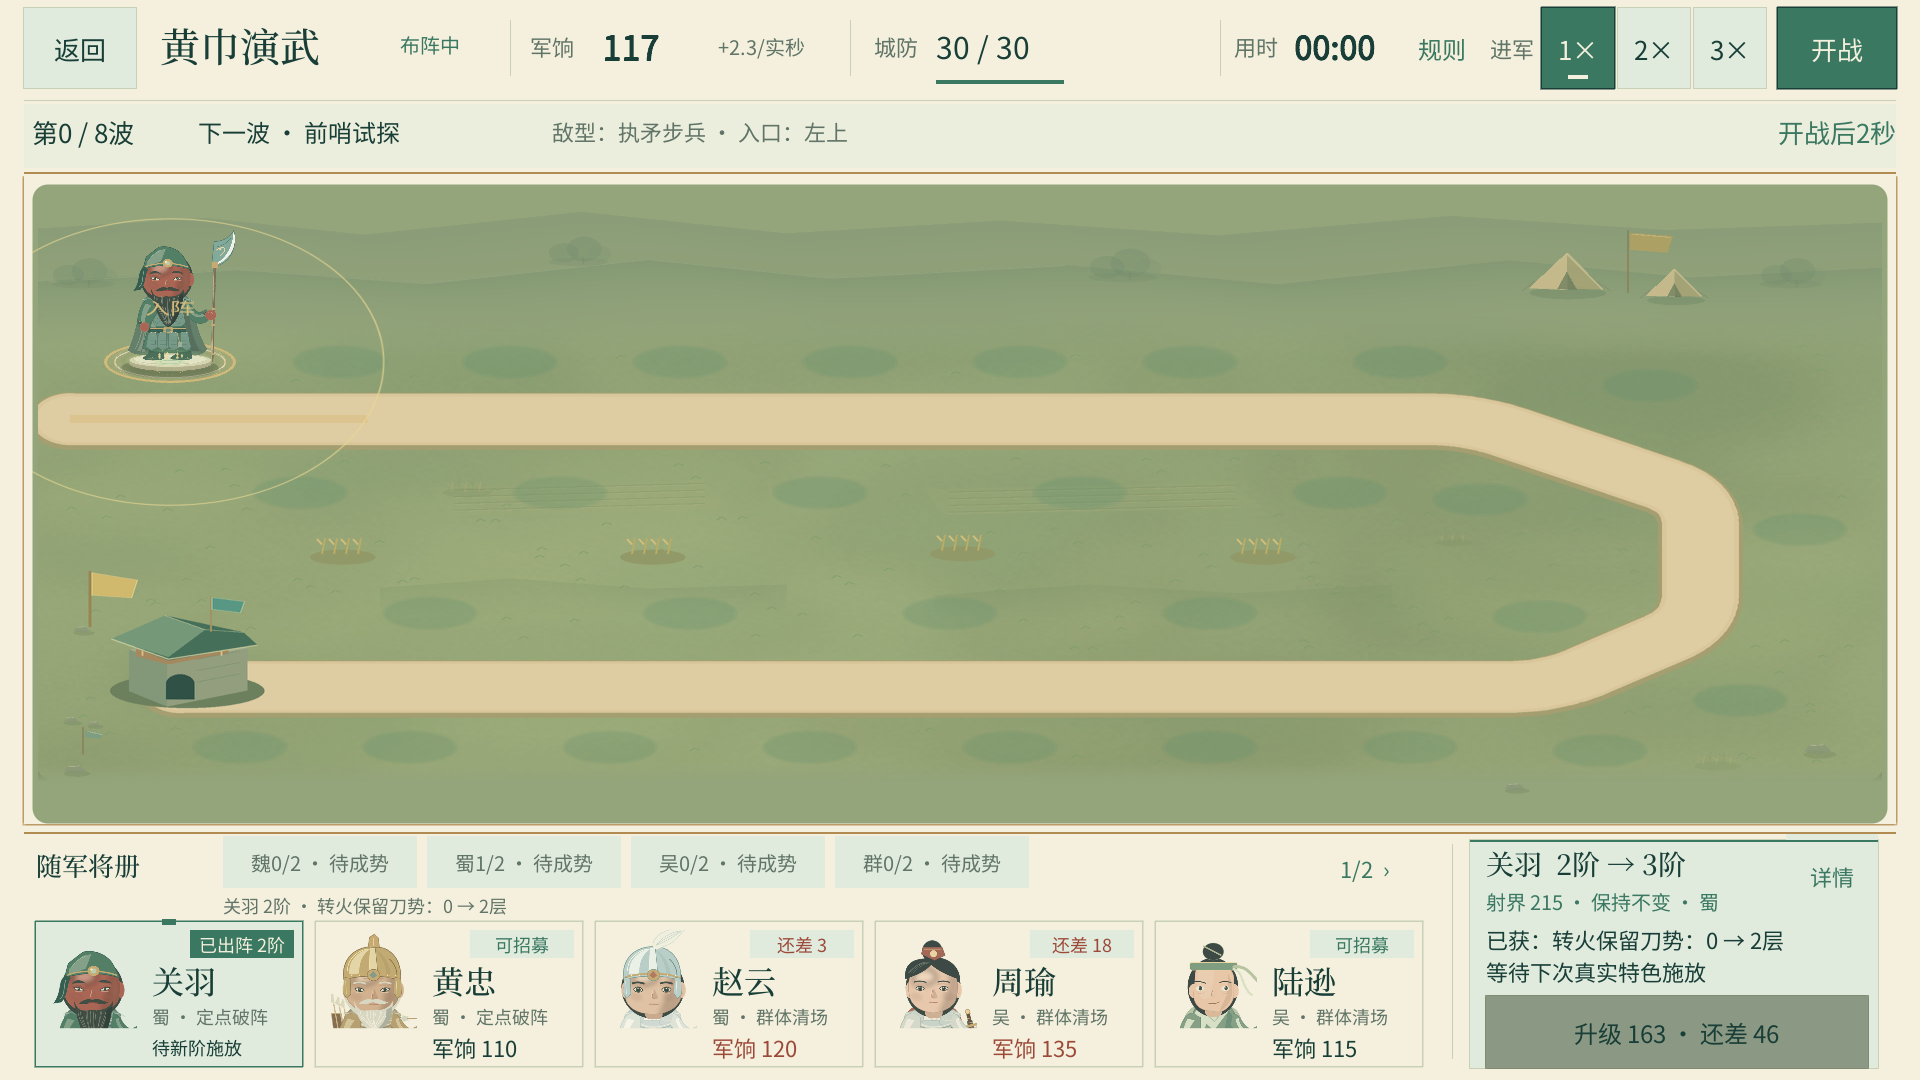 返回
黄巾演武
布阵中
军饷 117 +2.3/实秒
城防 30 / 30
用时 00:00
规则
进军 1× 2× 3×
开战
第0 / 8波
下一波 · 前哨试探
敌型：执矛步兵 · 入口：左上
开战后2秒
入阵
随军将册
魏0/2 · 待成势
蜀1/2 · 待成势
吴0/2 · 待成势
群0/2 · 待成势
1/2 ›
关羽 2阶 · 转火保留刀势：0→2层
已出阵 2阶
关羽
蜀 · 定点破阵
待新阶施放
可招募
黄忠
蜀 · 定点破阵
军饷 110
还差 3
赵云
蜀 · 群体清场
军饷 120
还差 18
周瑜
吴 · 群体清场
军饷 135
可招募
陆逊
吴 · 群体清场
军饷 115
关羽 2阶→3阶
详情
射界 215 · 保持不变 · 蜀
已获：转火保留刀势：0→2层
等待下次真实特色施放
升级 163 · 还差 46